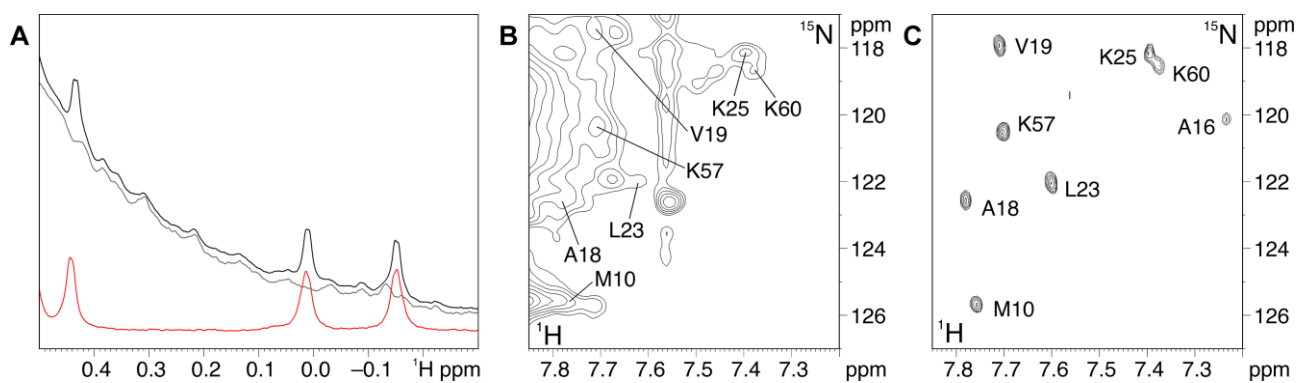 A
0.4 0.3 0.2 0.1 0.0 −0.1 ¹H ppm
B
¹⁵N
ppm
118
120
122
124
126
K25
K60
V19
K57
L23
A18
M10
¹H
7.8 7.7 7.6 7.5 7.4 7.3 ppm
C
¹⁵N
ppm
118
120
122
124
126
V19
K25
K60
K57
A16
A18
L23
M10
¹H
7.8 7.7 7.6 7.5 7.4 7.3 ppm